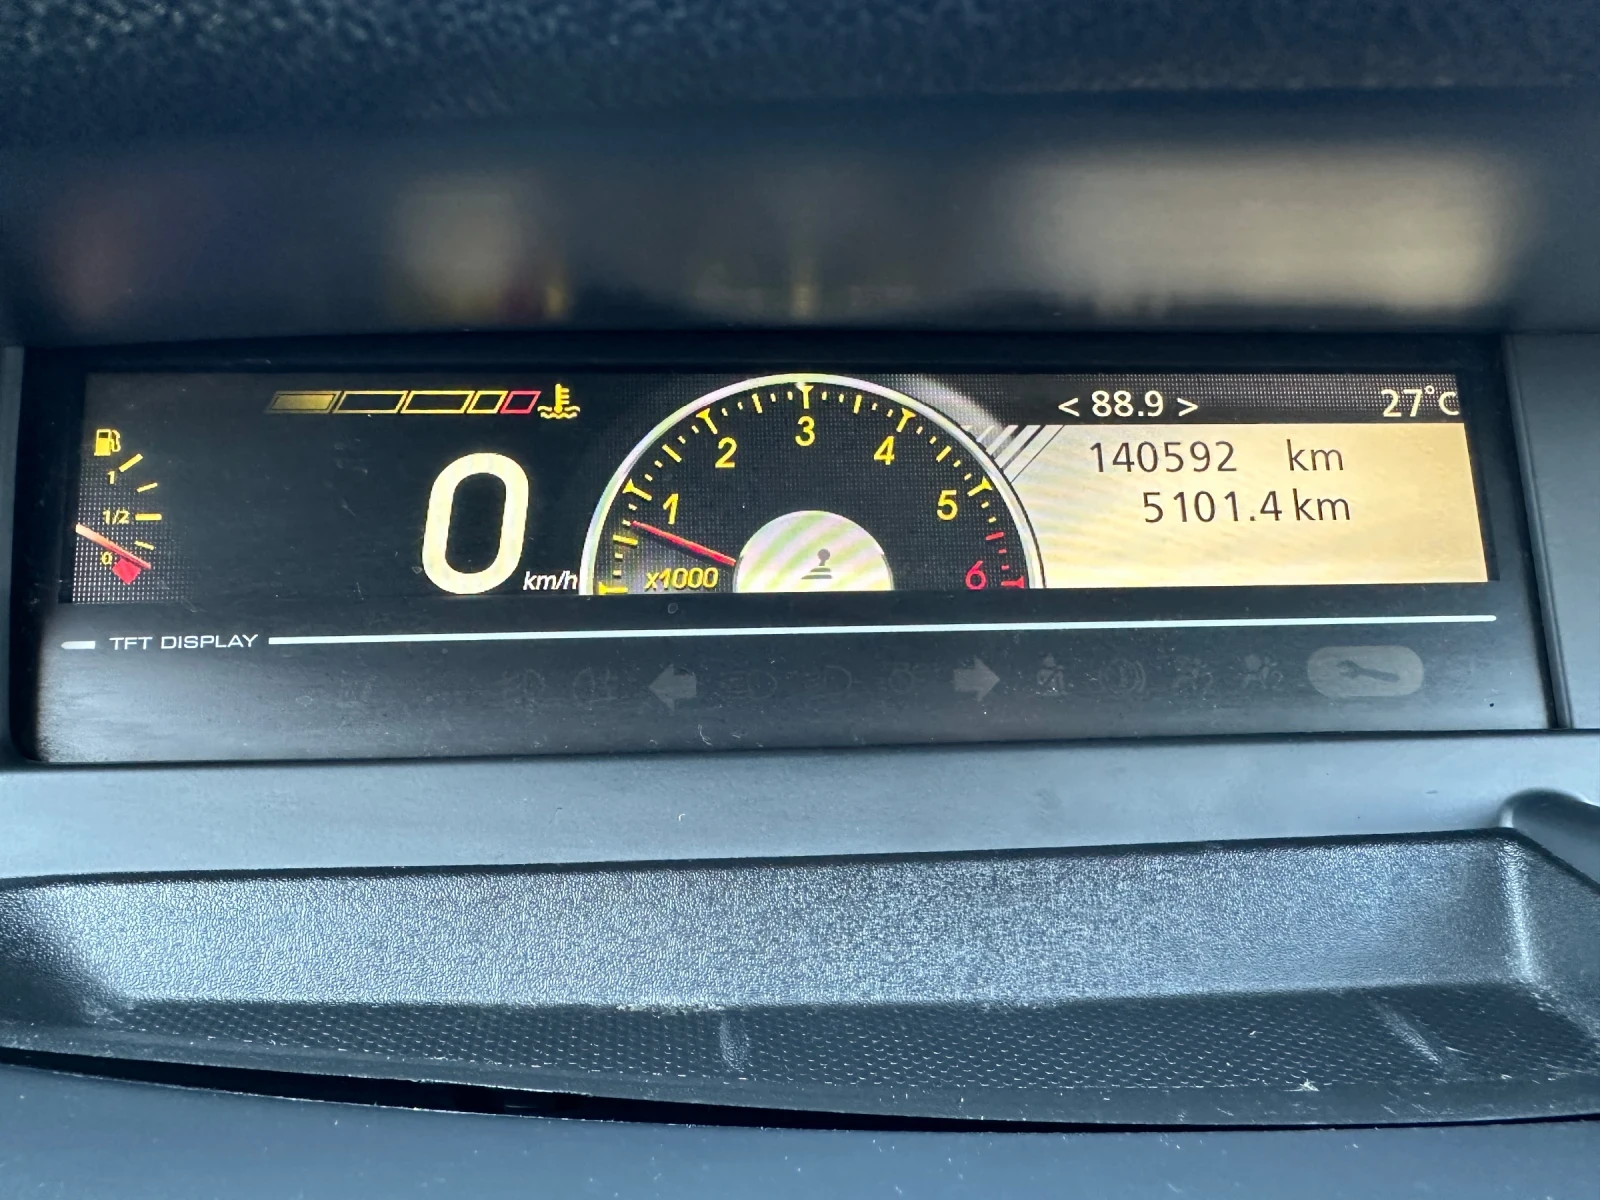 < 88.9 > 27°C
140592 km
5101.4 km
1
1/2
0
0 km/h
1 2 3 4 5 6
x1000
TFT DISPLAY